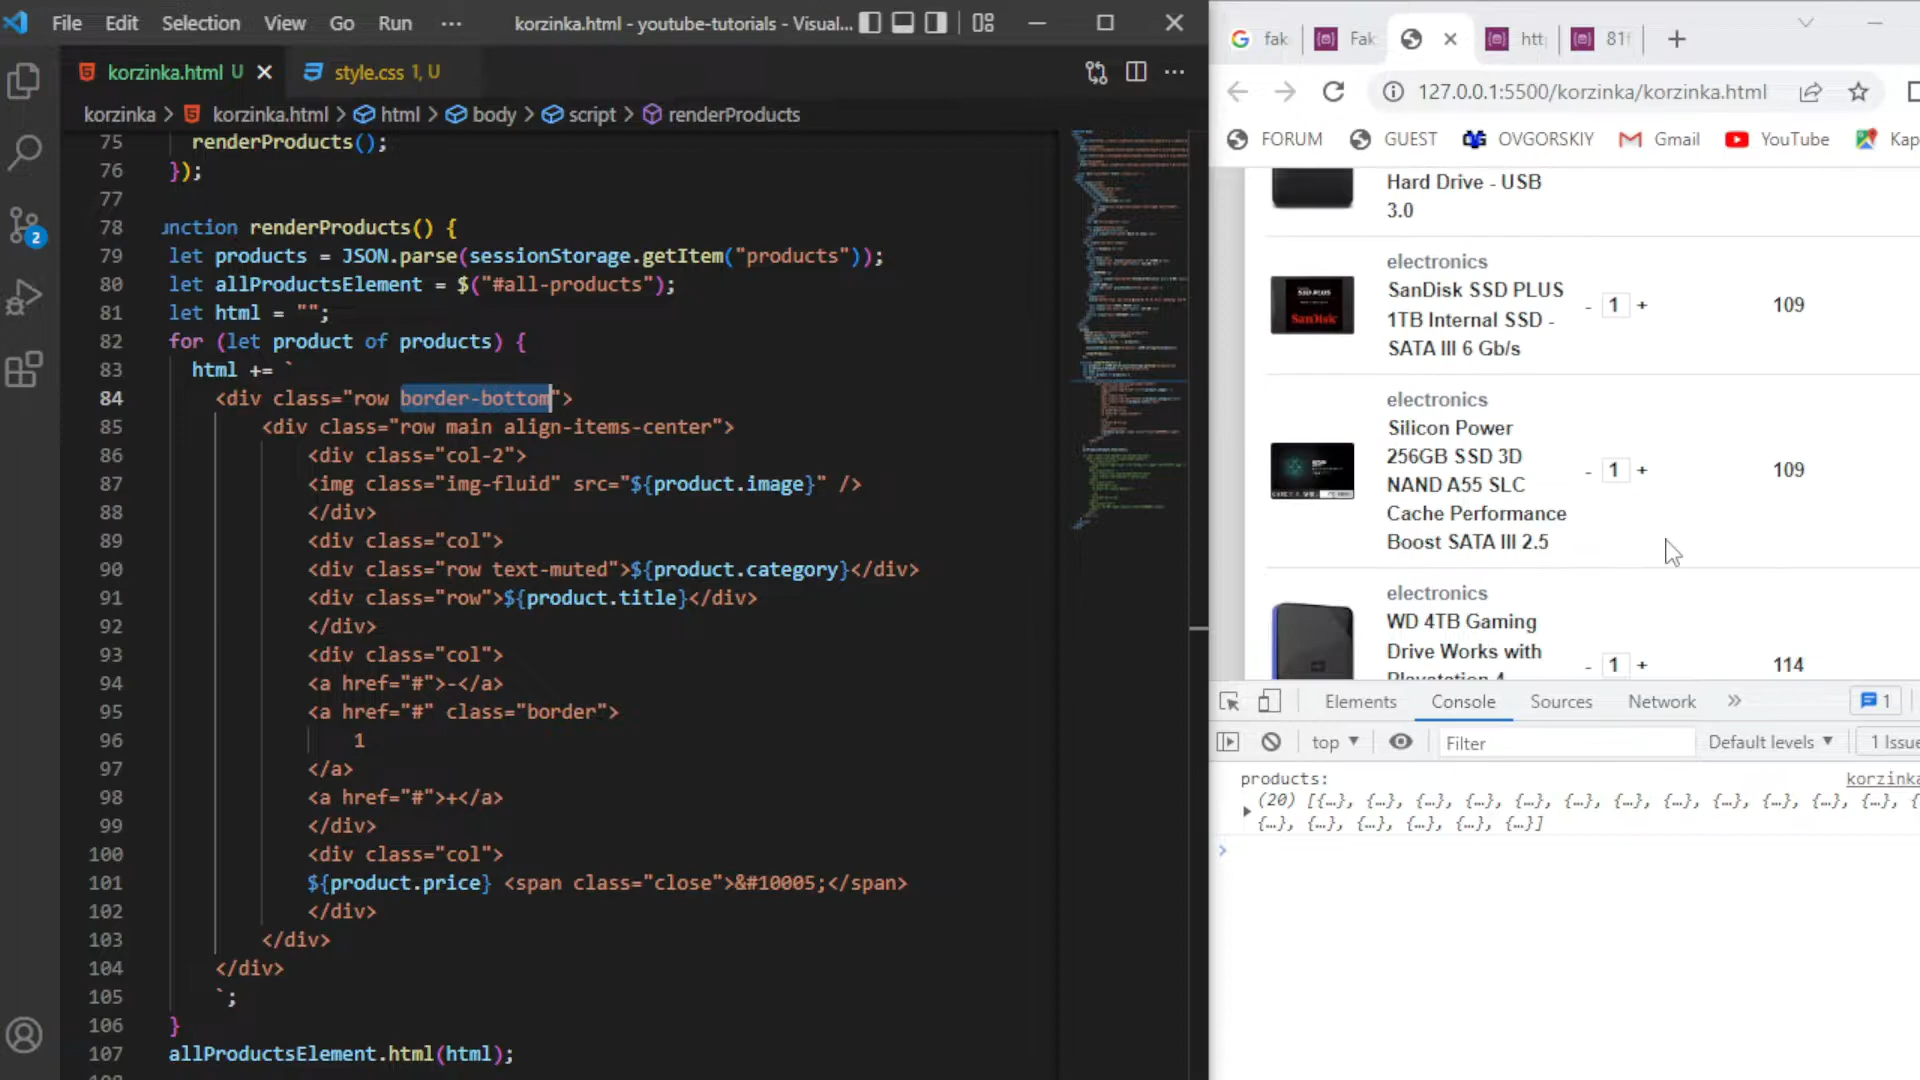 File Edit Selection View Go Run ··· korzinka.html - youtube-tutorials - Visual...
korzinka.html U style.css 1, U
korzinka > korzinka.html > html > body > script > renderProducts
75 renderProducts();
76 });
77
78 nction renderProducts() {
79 let products = JSON.parse(sessionStorage.getItem("products"));
80 let allProductsElement = $("#all-products");
81 let html = "";
82 for (let product of products) {
83 html += `
84 <div class="row border-bottom">
85 <div class="row main align-items-center">
86 <div class="col-2">
87 <img class="img-fluid" src="${product.image}" />
88 </div>
89 <div class="col">
90 <div class="row text-muted">${product.category}</div>
91 <div class="row">${product.title}</div>
92 </div>
93 <div class="col">
94 <a href="#">-</a>
95 <a href="#" class="border">
96 1
97 </a>
98 <a href="#">+</a>
99 </div>
100 <div class="col">
101 ${product.price} <span class="close">&#10005;</span>
102 </div>
103 </div>
104 </div>
105 `;
106 }
107 allProductsElement.html(html);
2
fak Fak htt 81f
127.0.0.1:5500/korzinka/korzinka.html
FORUM GUEST OVGORSKIY Gmail YouTube Кар
Hard Drive - USB
3.0
electronics
SanDisk SSD PLUS
1TB Internal SSD -
SATA III 6 Gb/s
- 1 + 109
electronics
Silicon Power
256GB SSD 3D
NAND A55 SLC
Cache Performance
Boost SATA III 2.5
- 1 + 109
electronics
WD 4TB Gaming
Drive Works with
Playstation 4
- 1 + 114
SanDisk
Elements Console Sources Network » 1
top Filter Default levels 1 Issue
products: korzinka
(20) [{…}, {…}, {…}, {…}, {…}, {…}, {…}, {…}, {…}, {…}, {…}, {…}, {
{…}, {…}, {…}, {…}, {…}, {…}]
>